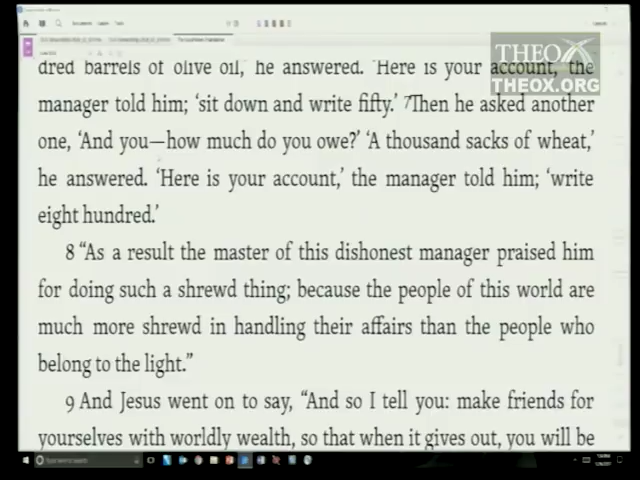 THEOX
THEOX.ORG
dred barrels of olive oil,' he answered. 'Here is your account,' the
manager told him; 'sit down and write fifty.' 7Then he asked another
one, 'And you—how much do you owe?' 'A thousand sacks of wheat,'
he answered. 'Here is your account,' the manager told him; 'write
eight hundred.'
8 “As a result the master of this dishonest manager praised him
for doing such a shrewd thing; because the people of this world are
much more shrewd in handling their affairs than the people who
belong to the light.”
9 And Jesus went on to say, “And so I tell you: make friends for
yourselves with worldly wealth, so that when it gives out, you will be